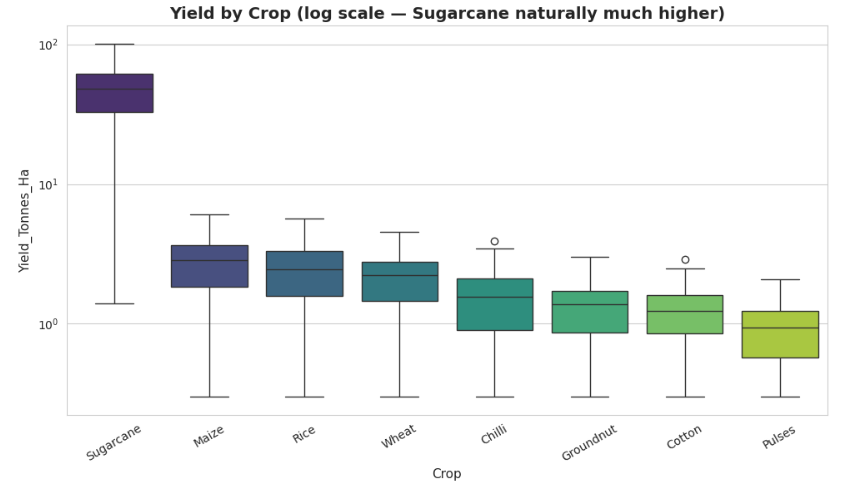 Yield by Crop (log scale — Sugarcane naturally much higher)
10²
10¹
10⁰
Yield_Tonnes_Ha
Sugarcane
Maize
Rice
Wheat
Chilli
Groundnut
Cotton
Pulses
Crop